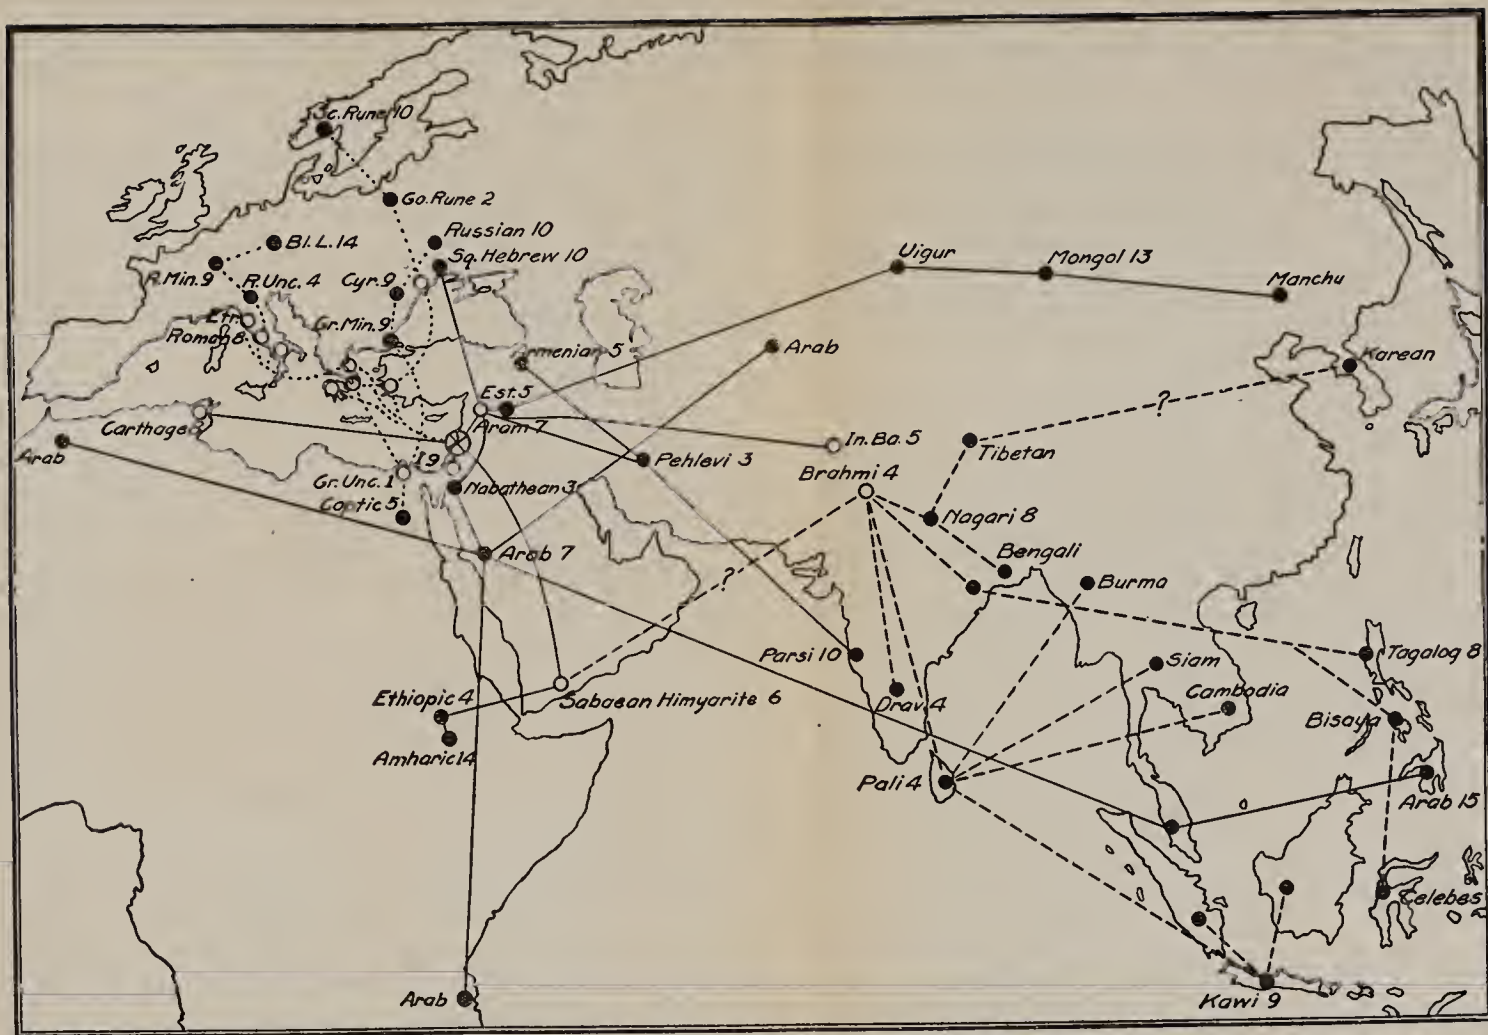 Sc. Rune 10
Go. Rune 2
Bl. L. 14
Russian 10
Sq. Hebrew 10
Uigur
Mongol 13
Manchu
R. Min. 9
R. Unc. 4
Cyr. 9
Etr.
Roman 8
Gr. Min. 9
Armenian 5
Arab
Karean
Est. 5
?
Carthage
Aram 7
In. Ba. 5
Tibetan
Arab
Pehlevi 3
Brahmi 4
Gr. Unc. 1
Nabathean 3
Coptic 5
Nagari 8
Arab 7
Bengali
Burma
?
Parsi 10
Siam
Tagalog 8
Ethiopic 4
Sabaean Himyarite 6
Drav. 4
Cambodia
Bisaya
Amharic 14
Pali 4
Arab 15
Celebes
Arab
Kawi 9